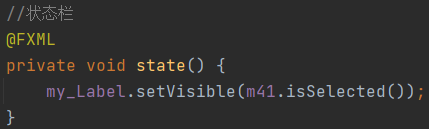 //状态栏
@FXML
private void state() {
    my_Label.setVisible(m41.isSelected());
}